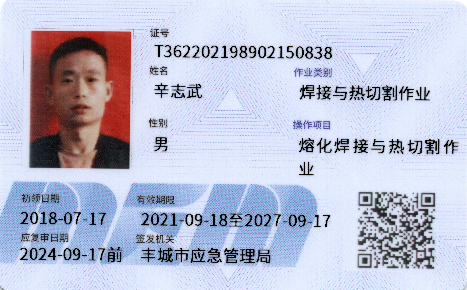 证号
T362202198902150838
姓名
作业类别
辛志武
焊接与热切割作业
性别
操作项目
男
熔化焊接与热切割作
业
初领日期
有效期限
2018-07-17
2021-09-18至2027-09-17
应复审日期
签发机关
2024-09-17前
丰城市应急管理局